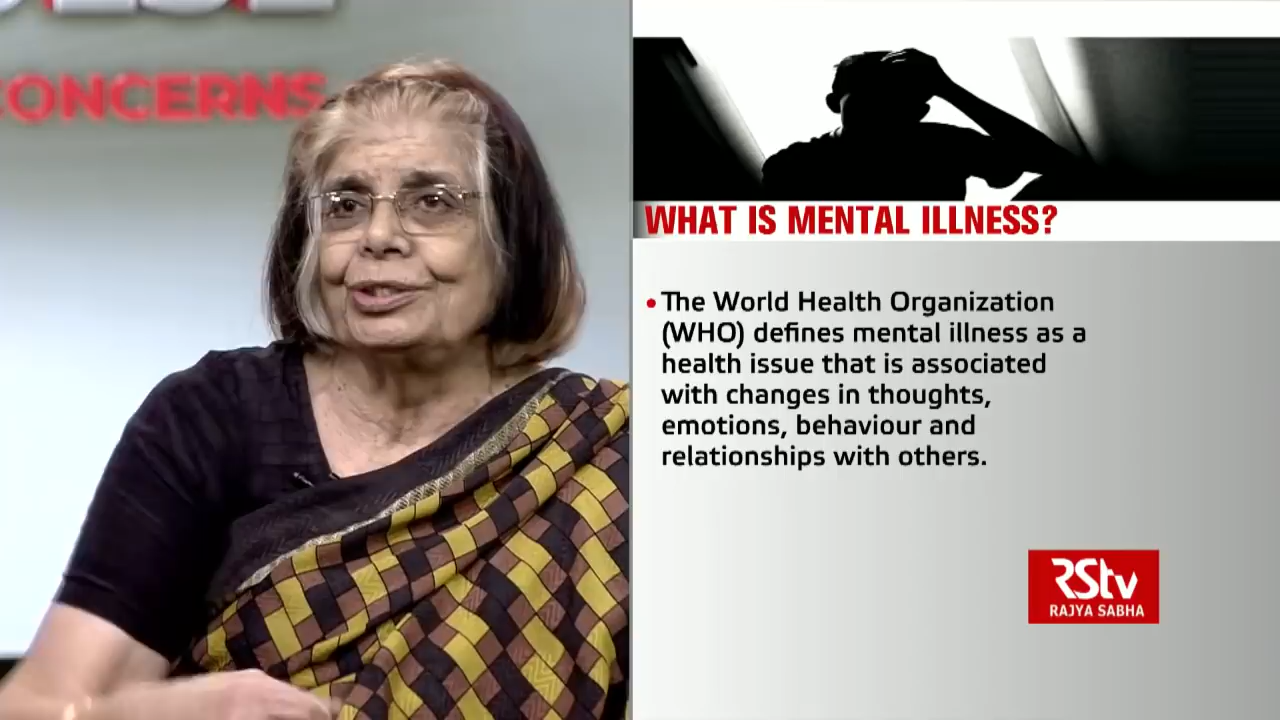 CONCERNS
WHAT IS MENTAL ILLNESS?
• The World Health Organization
(WHO) defines mental illness as a
health issue that is associated
with changes in thoughts,
emotions, behaviour and
relationships with others.
RStv
RAJYA SABHA